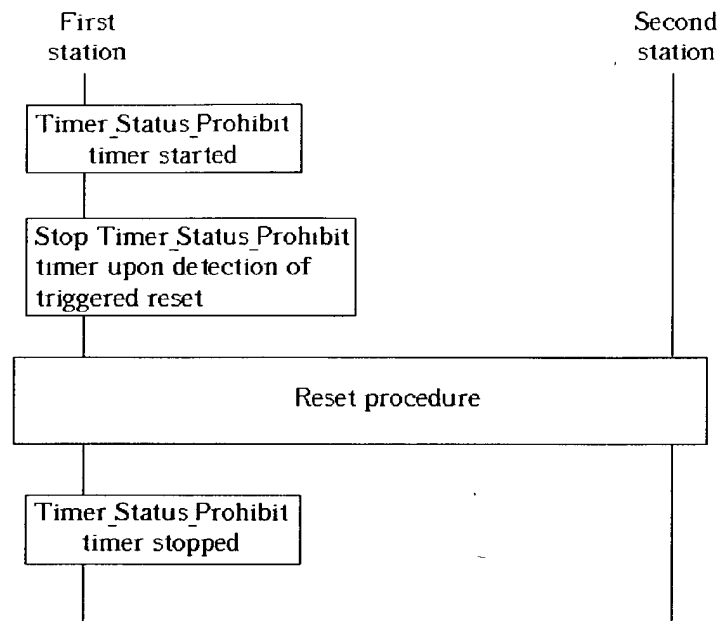 First
station
Second
station
Timer_Status_Prohibit
timer started
Stop Timer_Status_Prohibit
timer upon detection of
triggered reset
Reset procedure
Timer_Status_Prohibit
timer stopped